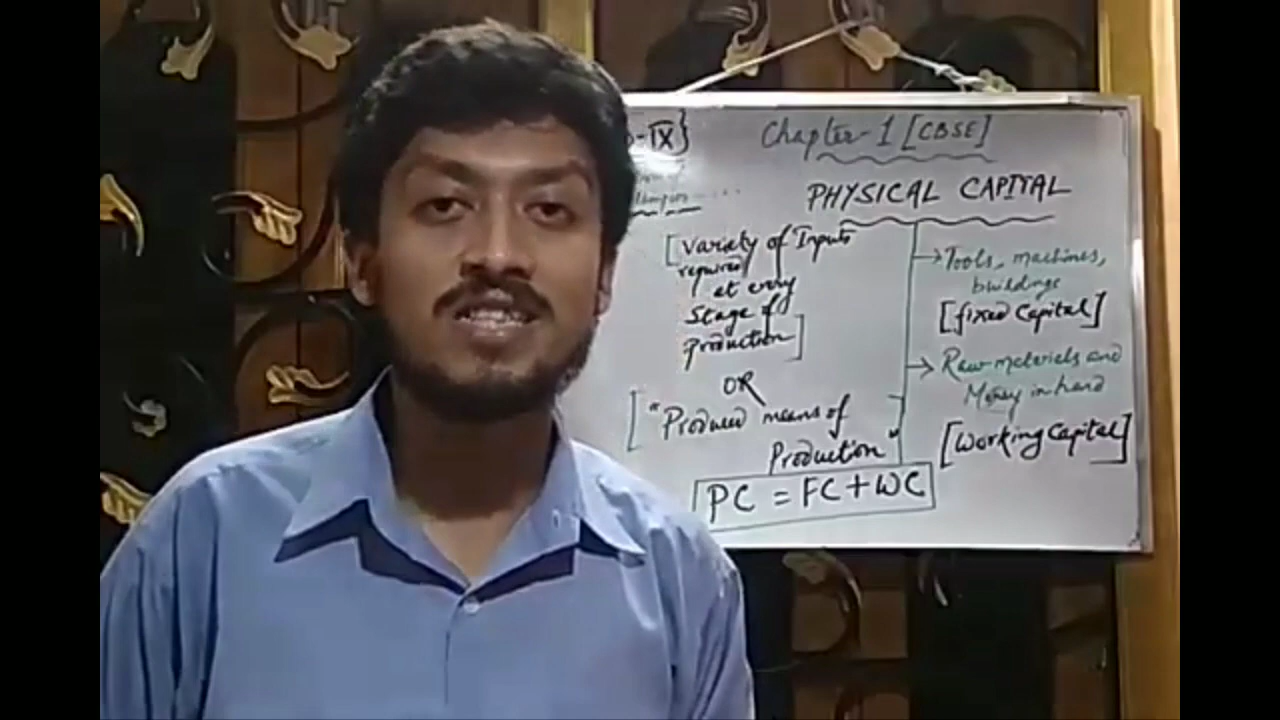 -IX}
Chapter-1 [CBSE]
PHYSICAL CAPITAL
[Variety of Inputs
required
at every
Stage of
Production]
OR
["Produced means of
Production"
PC = FC + WC
Tools, machines,
buildings
[fixed Capital]
Raw materials and
Money in hand
[Working Capital]